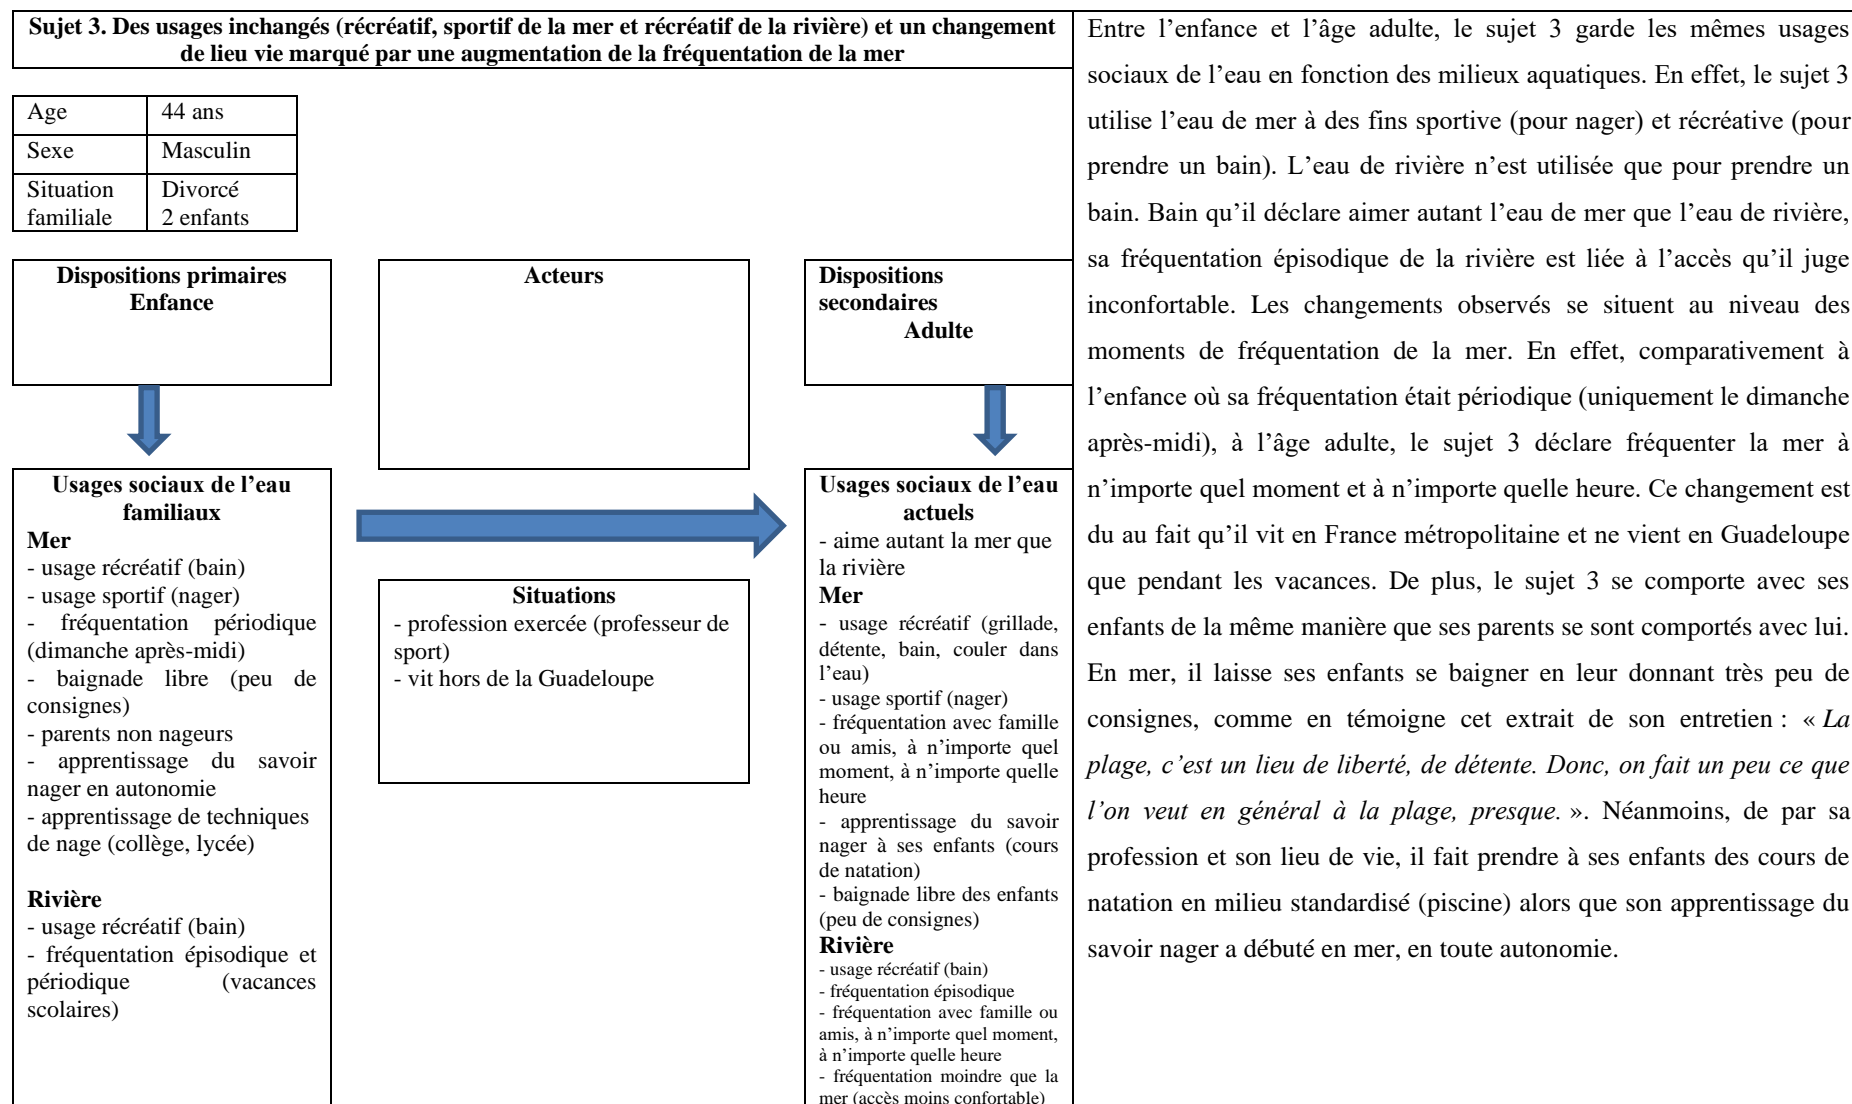 Sujet 3. Des usages inchangés (récréatif, sportif de la mer et récréatif de la rivière) et un changement
de lieu vie marqué par une augmentation de la fréquentation de la mer
Age 44 ans
Sexe Masculin
Situation Divorcé
familiale 2 enfants
Dispositions primaires
Enfance
Usages sociaux de l’eau
familiaux
Mer
- usage récréatif (bain)
- usage sportif (nager)
- fréquentation périodique
(dimanche après-midi)
- baignade libre (peu de
consignes)
- parents non nageurs
- apprentissage du savoir
nager en autonomie
- apprentissage de techniques
de nage (collège, lycée)
Rivière
- usage récréatif (bain)
- fréquentation épisodique et
périodique (vacances
scolaires)
Acteurs
Situations
- profession exercée (professeur de
sport)
- vit hors de la Guadeloupe
Dispositions
secondaires
Adulte
Usages sociaux de l’eau
actuels
- aime autant la mer que
la rivière
Mer
- usage récréatif (grillade,
détente, bain, couler dans
l’eau)
- usage sportif (nager)
- fréquentation avec famille
ou amis, à n’importe quel
moment, à n’importe quelle
heure
- apprentissage du savoir
nager à ses enfants (cours
de natation)
- baignade libre des enfants
(peu de consignes)
Rivière
- usage récréatif (bain)
- fréquentation épisodique
- fréquentation avec famille ou
amis, à n’importe quel moment,
à n’importe quelle heure
- fréquentation moindre que la
mer (accès moins confortable)
Entre l’enfance et l’âge adulte, le sujet 3 garde les mêmes usages
sociaux de l’eau en fonction des milieux aquatiques. En effet, le sujet 3
utilise l’eau de mer à des fins sportive (pour nager) et récréative (pour
prendre un bain). L’eau de rivière n’est utilisée que pour prendre un
bain. Bain qu’il déclare aimer autant l’eau de mer que l’eau de rivière,
sa fréquentation épisodique de la rivière est liée à l’accès qu’il juge
inconfortable. Les changements observés se situent au niveau des
moments de fréquentation de la mer. En effet, comparativement à
l’enfance où sa fréquentation était périodique (uniquement le dimanche
après-midi), à l’âge adulte, le sujet 3 déclare fréquenter la mer à
n’importe quel moment et à n’importe quelle heure. Ce changement est
du au fait qu’il vit en France métropolitaine et ne vient en Guadeloupe
que pendant les vacances. De plus, le sujet 3 se comporte avec ses
enfants de la même manière que ses parents se sont comportés avec lui.
En mer, il laisse ses enfants se baigner en leur donnant très peu de
consignes, comme en témoigne cet extrait de son entretien : « La
plage, c’est un lieu de liberté, de détente. Donc, on fait un peu ce que
l’on veut en général à la plage, presque. ». Néanmoins, de par sa
profession et son lieu de vie, il fait prendre à ses enfants des cours de
natation en milieu standardisé (piscine) alors que son apprentissage du
savoir nager a débuté en mer, en toute autonomie.